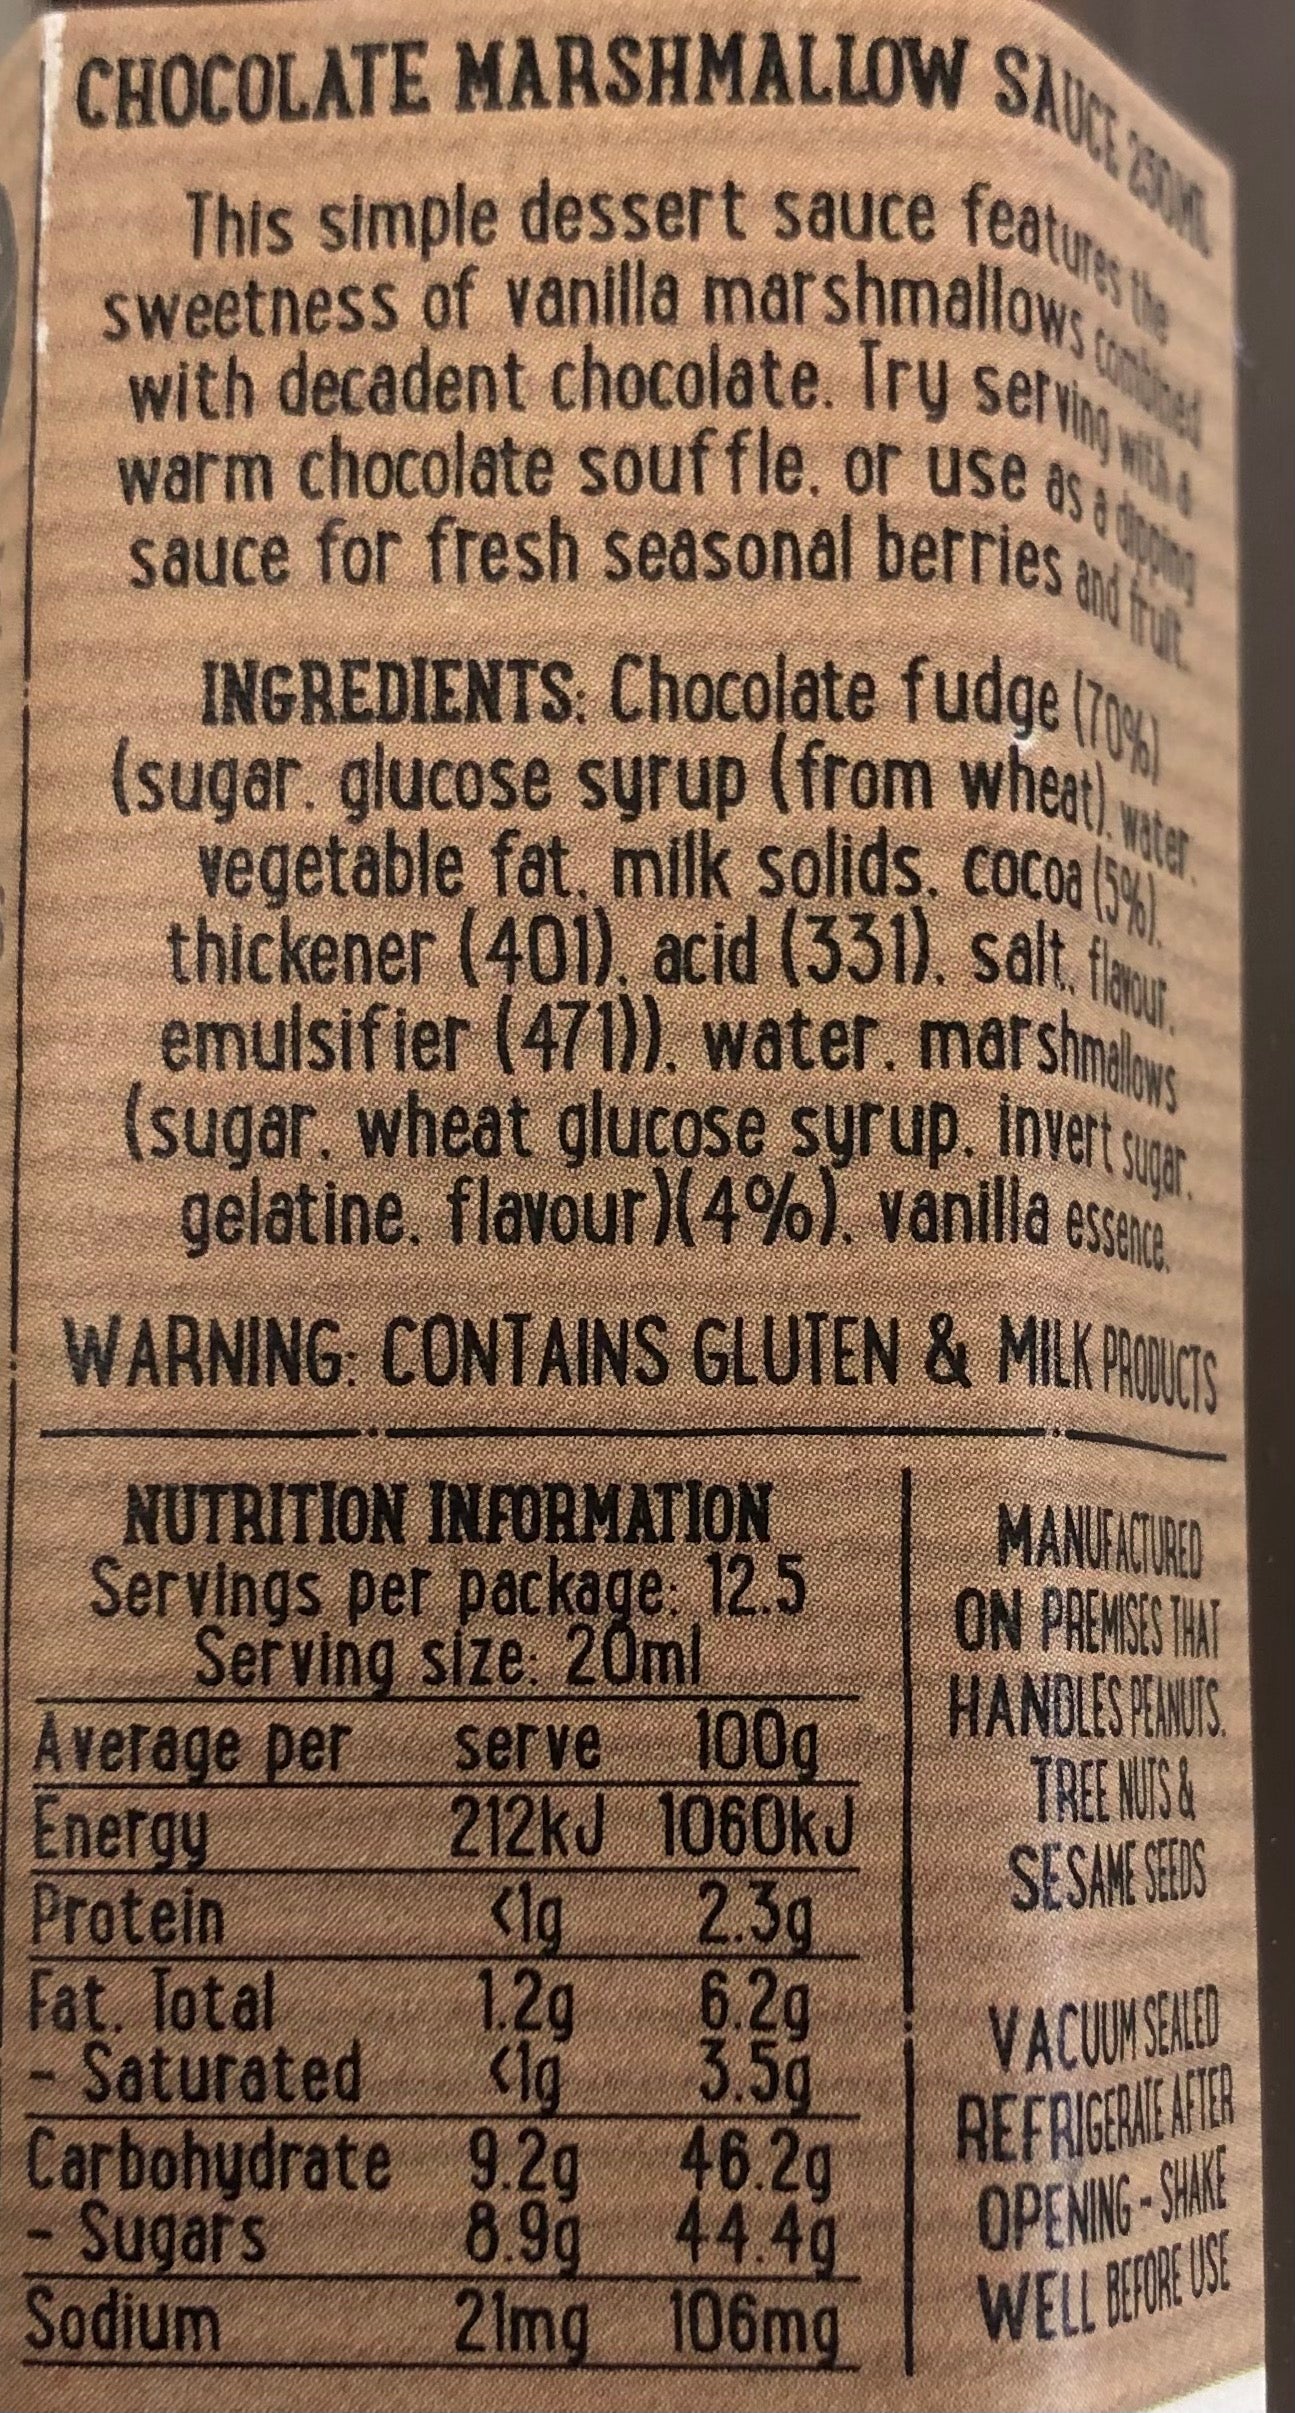 CHOCOLATE MARSHMALLOW SAUCE 250ML
This simple dessert sauce features the
sweetness of vanilla marshmallows combined
with decadent chocolate. Try serving with a
warm chocolate souffle, or use as a dipping
sauce for fresh seasonal berries and fruit.
INGREDIENTS: Chocolate fudge (70%)
(sugar, glucose syrup (from wheat), water,
vegetable fat, milk solids, cocoa (5%),
thickener (401), acid (331), salt, flavour,
emulsifier (471)), water, marshmallows
(sugar, wheat glucose syrup, invert sugar,
gelatine, flavour)(4%), vanilla essence.
WARNING: CONTAINS GLUTEN & MILK PRODUCTS
NUTRITION INFORMATION
Servings per package: 12.5
Serving size: 20ml
Average per serve 100g
Energy 212kJ 1060kJ
Protein <1g 2.3g
Fat, Total 1.2g 6.2g
- Saturated <1g 3.5g
Carbohydrate 9.2g 46.2g
- Sugars 8.9g 44.4g
Sodium 21mg 106mg
MANUFACTURED
ON PREMISES THAT
HANDLES PEANUTS,
TREE NUTS &
SESAME SEEDS
VACUUM SEALED
REFRIGERATE AFTER
OPENING - SHAKE
WELL BEFORE USE